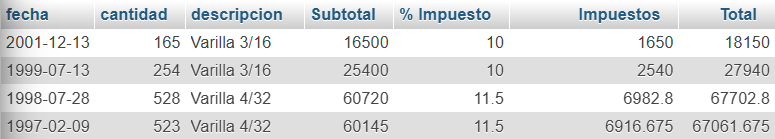 fecha cantidad descripcion Subtotal % Impuesto Impuestos Total
2001-12-13 165 Varilla 3/16 16500 10 1650 18150
1999-07-13 254 Varilla 3/16 25400 10 2540 27940
1998-07-28 528 Varilla 4/32 60720 11.5 6982.8 67702.8
1997-02-09 523 Varilla 4/32 60145 11.5 6916.675 67061.675